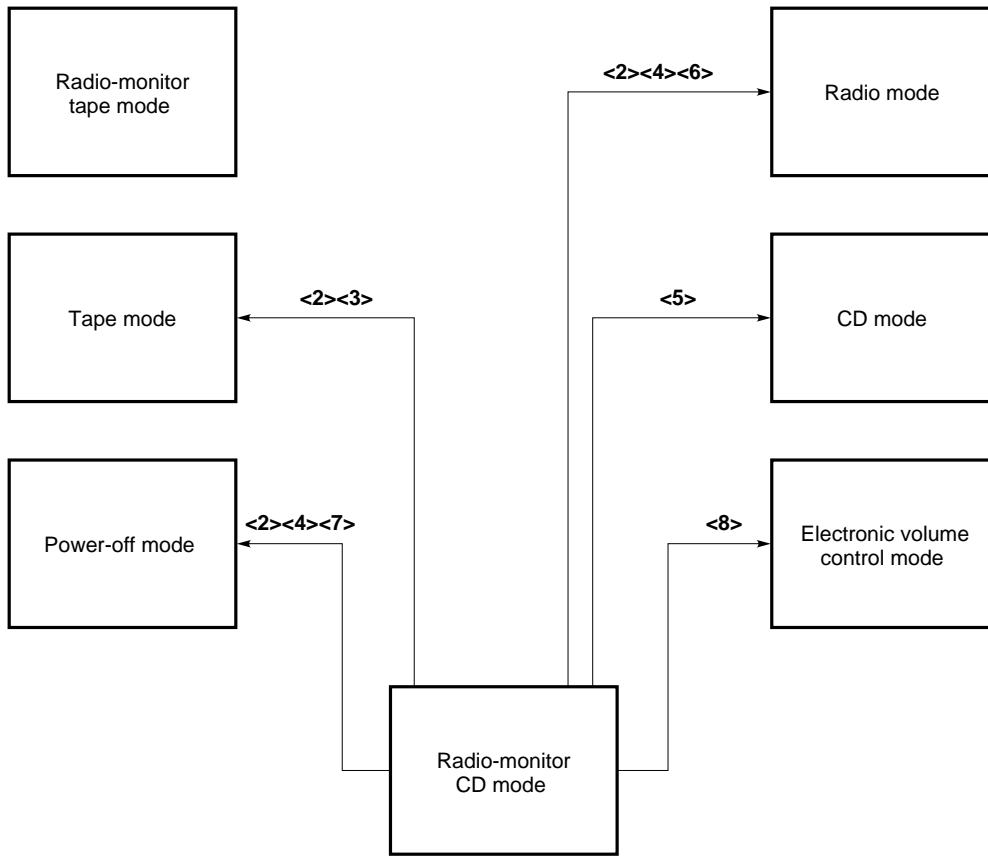 Radio-monitor
tape mode
<2><4><6>
Radio mode
Tape mode
<2><3>
<5>
CD mode
Power-off mode
<2><4><7>
<8>
Electronic volume
control mode
Radio-monitor
CD mode